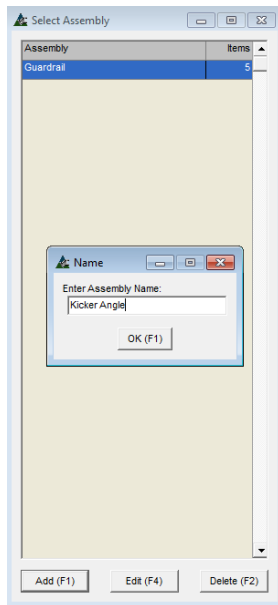 Select Assembly
Assembly Items
Guardrail 5
Name
Enter Assembly Name:
Kicker Angle
OK (F1)
Add (F1) Edit (F4) Delete (F2)